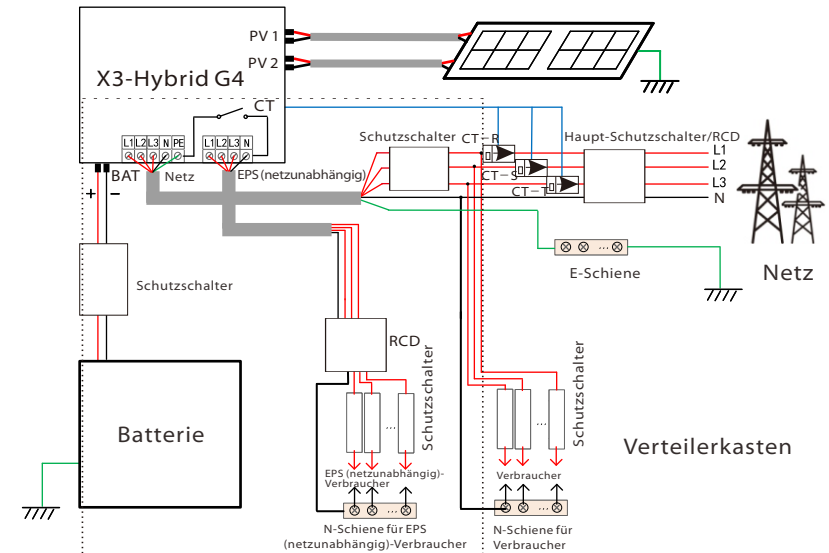 PV 1
PV 2
X3-Hybrid G4
CT
L1 L2 L3 N PE
L1 L2 L3 N
BAT
Netz
EPS (netzunabhängig)
+ −
Schutzschalter
CT−R
CT−S
CT−T
Haupt-Schutzschalter/RCD
L1
L2
L3
N
E-Schiene
Netz
Schutzschalter
RCD
Schutzschalter
Schutzschalter
Batterie
Verteilerkasten
...
...
EPS (netzunabhängig)-
Verbraucher
Verbraucher
N-Schiene für EPS
(netzunabhängig)-Verbraucher
N-Schiene für
Verbraucher